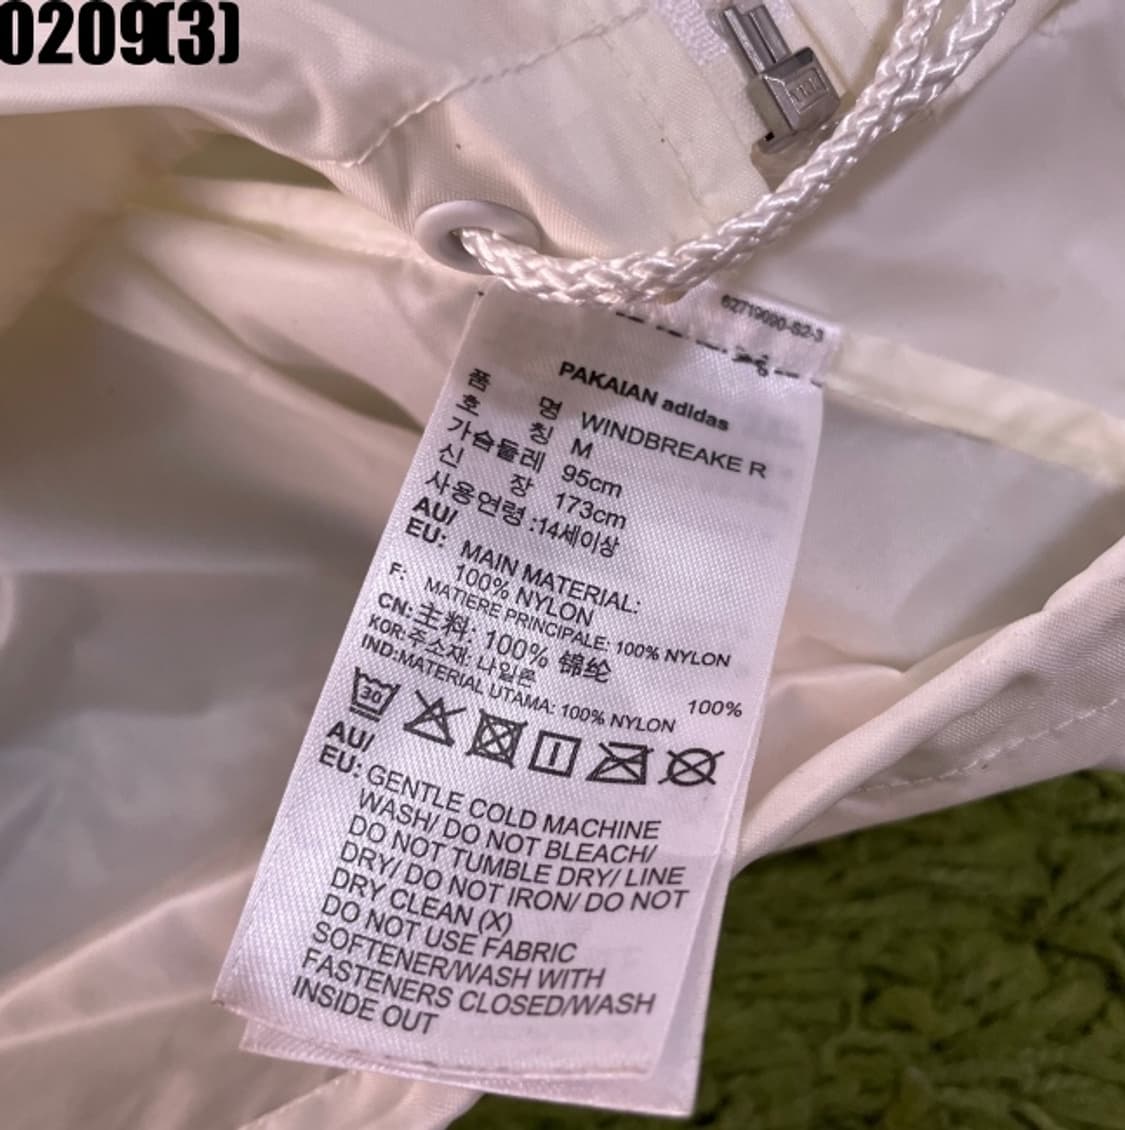 0209(3)
62719690-S2-3
PAKAIAN adidas
품 명 WINDBREAKE R
호 칭 M
가슴둘레 95cm
신 장 173cm
사용연령 :14세이상
AU/
EU: MAIN MATERIAL:
100% NYLON
F: MATIERE PRINCIPALE: 100% NYLON
CN: 主料: 100% 锦纶
KOR: 주소재: 나일론 100%
IND:MATERIAL UTAMA: 100% NYLON
30
AU/
EU: GENTLE COLD MACHINE
WASH/ DO NOT BLEACH/
DO NOT TUMBLE DRY/ LINE
DRY/ DO NOT IRON/ DO NOT
DRY CLEAN (X)
DO NOT USE FABRIC
SOFTENER/WASH WITH
FASTENERS CLOSED/WASH
INSIDE OUT